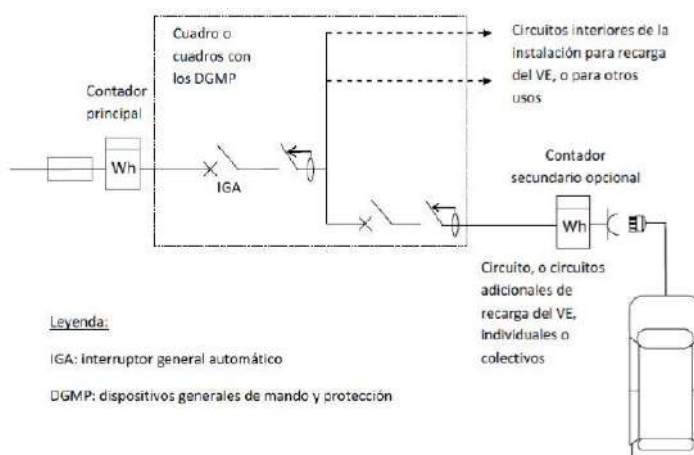 Cuadro o
cuadros con
los DGMP
Circuitos interiores de la
instalación para recarga
del VE, o para otros
usos
Contador
principal
Wh
IGA
Contador
secundario opcional
Wh
Circuito, o circuitos
adicionales de
recarga del VE,
individuales o
colectivos
Leyenda:
IGA: interruptor general automático
DGMP: dispositivos generales de mando y protección